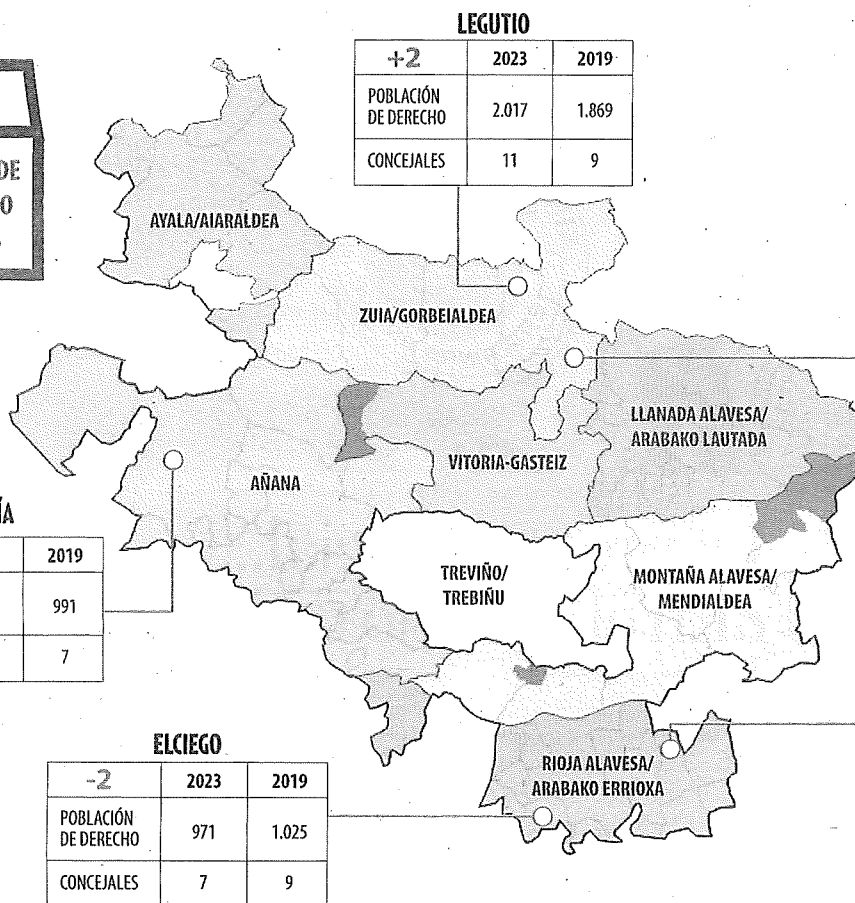 LEGUTIO
+2 2023 2019
POBLACIÓN
DE DERECHO 2.017 1.869
CONCEJALES 11 9
DE
O
AYALA/AIARALDEA
ZUIA/GORBEIALDEA
LLANADA ALAVESA/
ARABAKO LAUTADA
VITORIA-GASTEIZ
AÑANA
ÍA
2019
991
7
TREVIÑO/
TREBIÑU
MONTAÑA ALAVESA/
MENDIALDEA
ELCIEGO
-2 2023 2019
POBLACIÓN
DE DERECHO 971 1.025
CONCEJALES 7 9
RIOJA ALAVESA/
ARABAKO ERRIOXA